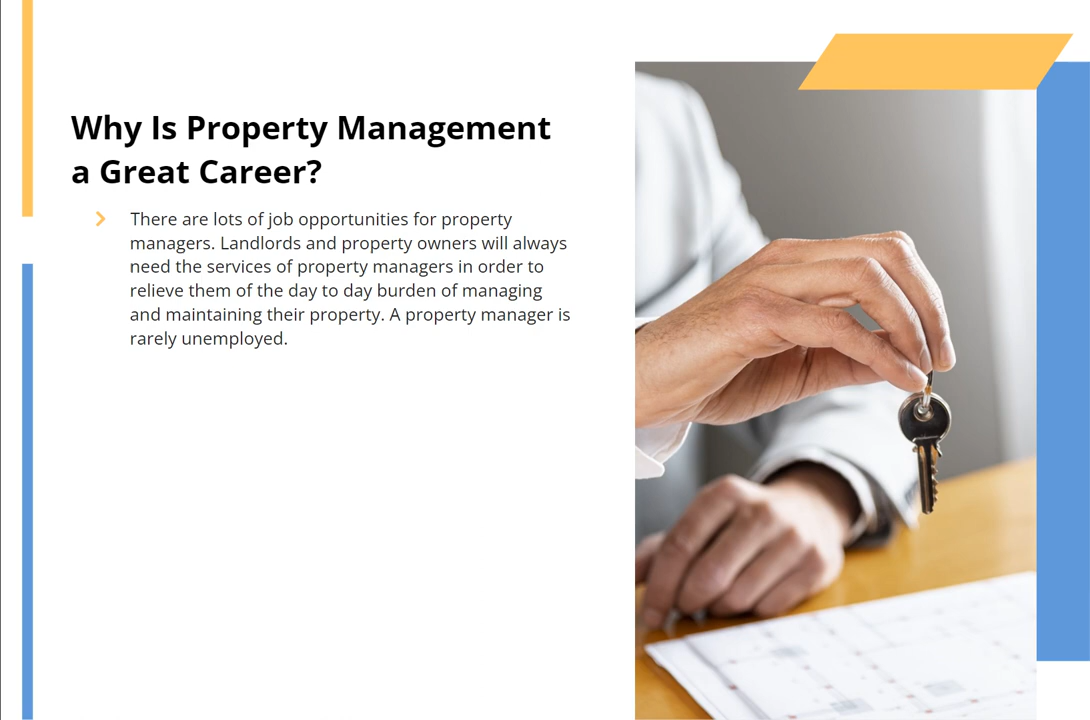 Why Is Property Management
a Great Career?
There are lots of job opportunities for property
managers. Landlords and property owners will always
need the services of property managers in order to
relieve them of the day to day burden of managing
and maintaining their property. A property manager is
rarely unemployed.